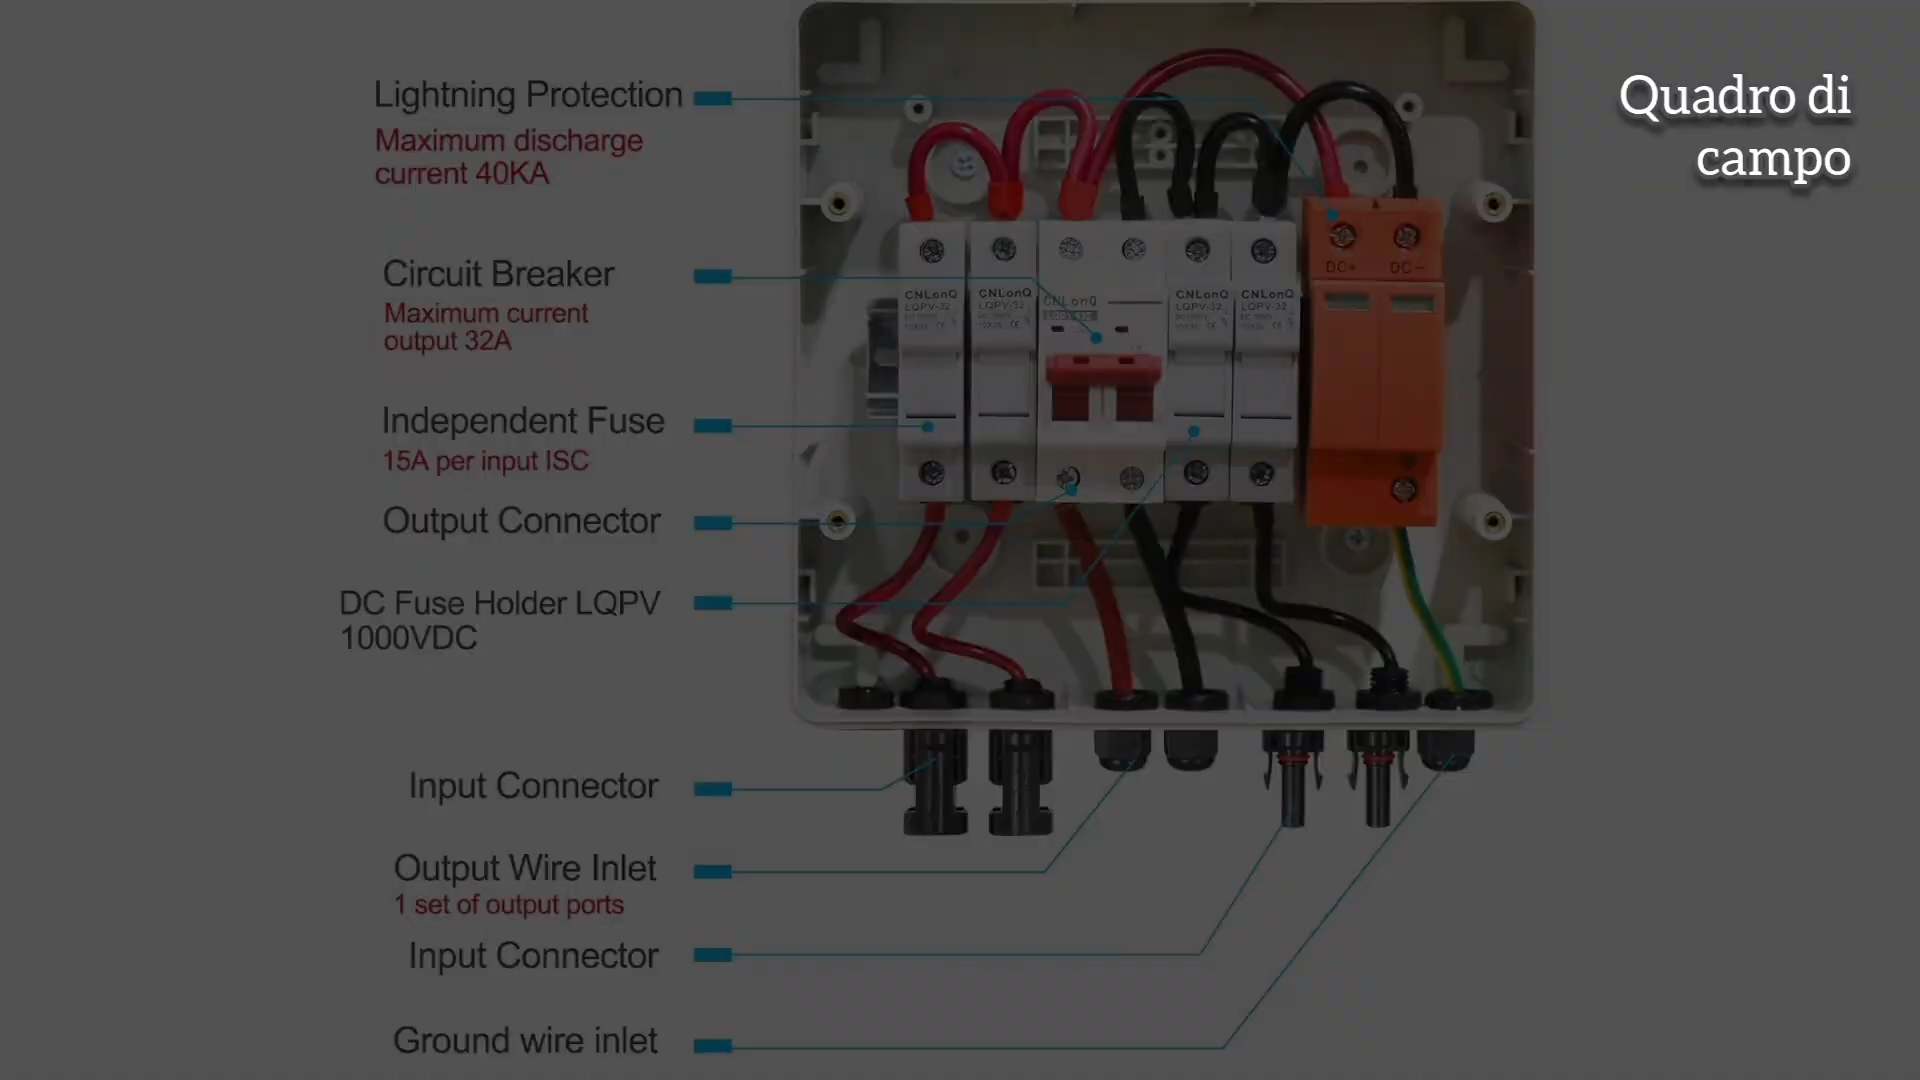 Quadro di
campo
Lightning Protection
Maximum discharge
current 40KA
Circuit Breaker
Maximum current
output 32A
Independent Fuse
15A per input ISC
Output Connector
DC Fuse Holder LQPV
1000VDC
Input Connector
Output Wire Inlet
1 set of output ports
Input Connector
Ground wire inlet
CNLonQ
LQPV-32
CNLonQ
LQPV-32
CNLonQ
CNLonQ
LQPV-32
CNLonQ
LQPV-32
DC+ DC-